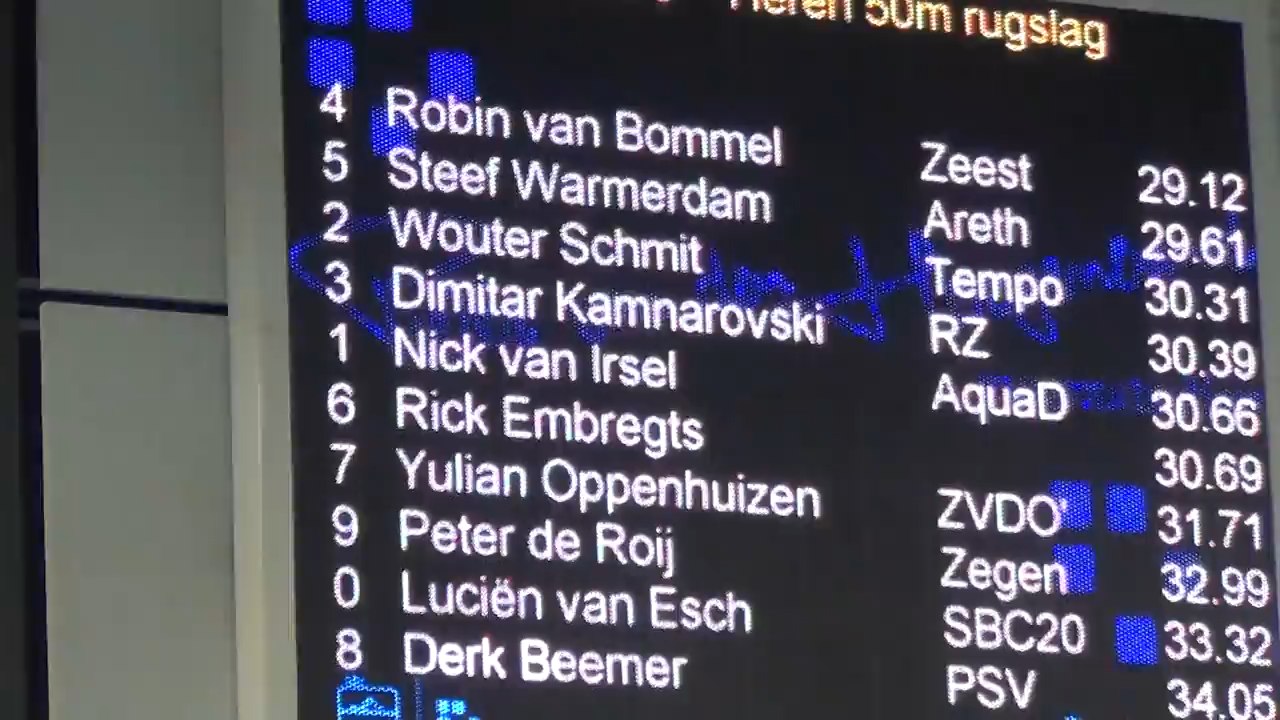 Heren 50m rugslag
4 Robin van Bommel Zeest 29.12
5 Steef Warmerdam Areth 29.61
2 Wouter Schmit Tempo 30.31
3 Dimitar Kamnarovski RZ 30.39
1 Nick van Irsel AquaD 30.66
6 Rick Embregts 30.69
7 Yulian Oppenhuizen ZVDO' 31.71
9 Peter de Roij Zegen 32.99
0 Luciën van Esch SBC20 33.32
8 Derk Beemer PSV 34.05